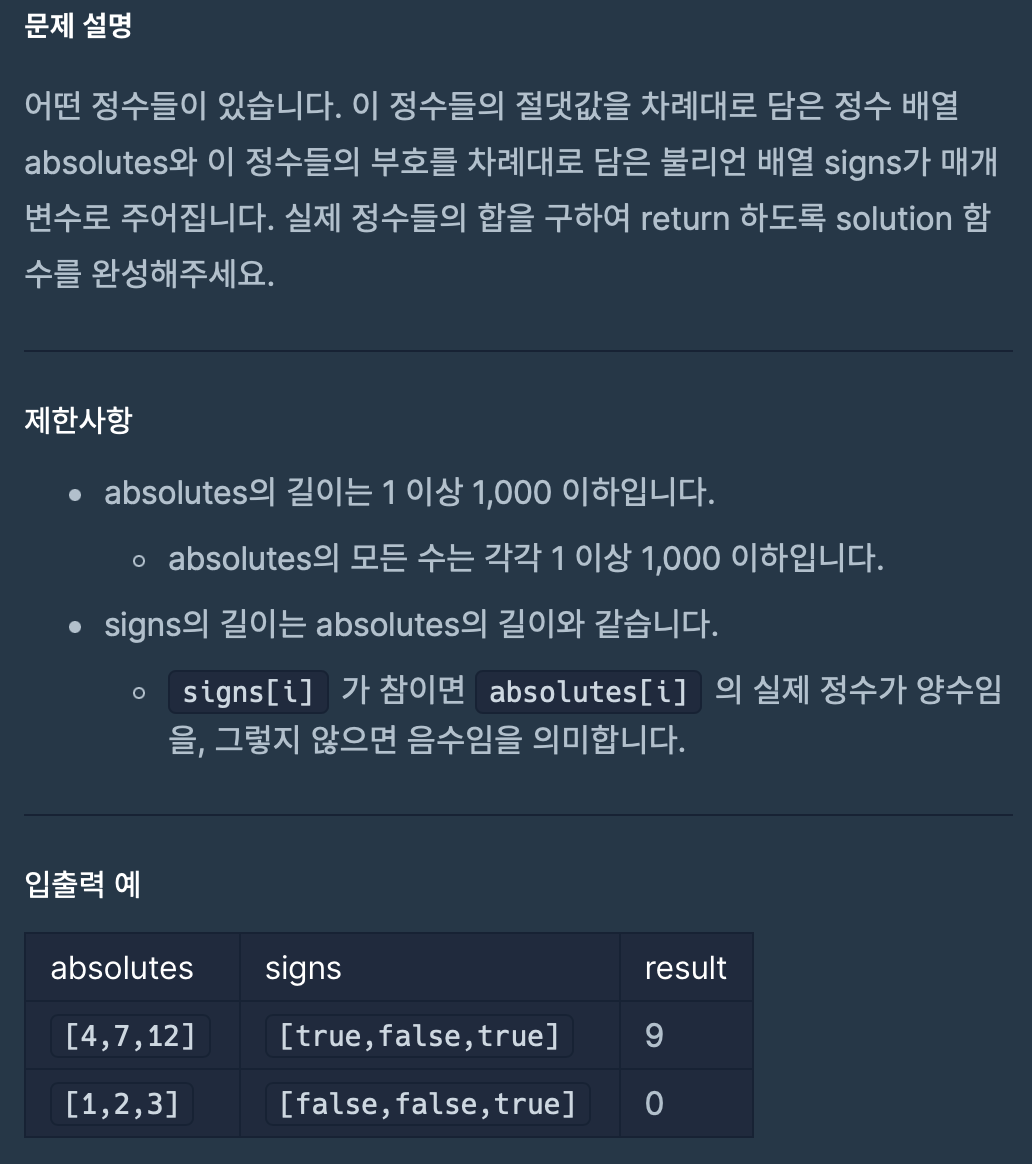 문제 설명
어떤 정수들이 있습니다. 이 정수들의 절댓값을 차례대로 담은 정수 배열
absolutes와 이 정수들의 부호를 차례대로 담은 불리언 배열 signs가 매개
변수로 주어집니다. 실제 정수들의 합을 구하여 return 하도록 solution 함
수를 완성해주세요.
제한사항
absolutes의 길이는 1 이상 1,000 이하입니다.
absolutes의 모든 수는 각각 1 이상 1,000 이하입니다.
signs의 길이는 absolutes의 길이와 같습니다.
signs[i] 가 참이면 absolutes[i] 의 실제 정수가 양수임
을, 그렇지 않으면 음수임을 의미합니다.
입출력 예
absolutes signs result
[4,7,12] [true,false,true] 9
[1,2,3] [false,false,true] 0